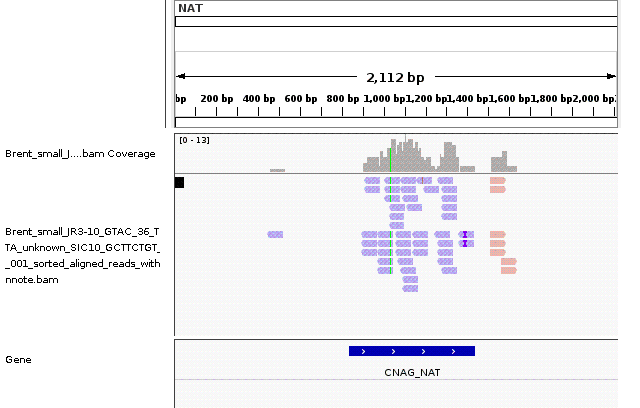 NAT
2,112 bp
bp 200 bp 400 bp 600 bp 800 bp 1,000 bp 1,200 bp 1,400 bp 1,600 bp 1,800 bp 2,000 bp
[0 - 13]
Brent_small_J....bam Coverage
Brent_small_JR3-10_GTAC_36_T
TA_unknown_SIC10_GCTTCTGT_
_001_sorted_aligned_reads_with
nnote.bam
Gene
CNAG_NAT